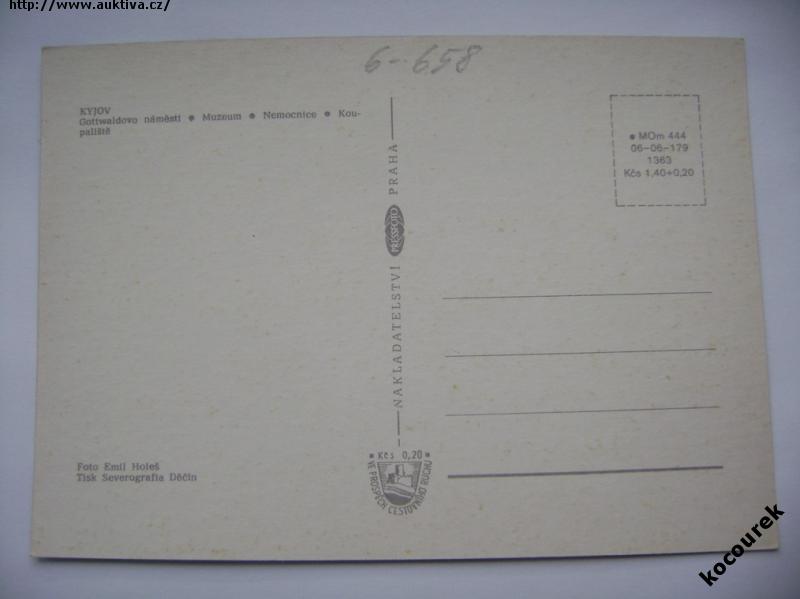 http://www.auktiva.cz/
6-658
KYJOV
Gottwaldovo náměstí • Muzeum • Nemocnice • Kou-
paliště
• MOm 444
06-06-179
1363
Kčs 1,40+0,20
NAKLADATELSTVÍ PRESSFOTO PRAHA
Foto Emil Holeš
Tisk Severografia Děčín
• Kčs 0,20 •
VE PROSPĚCH CESTOVNÍHO RUCHU
kocourek